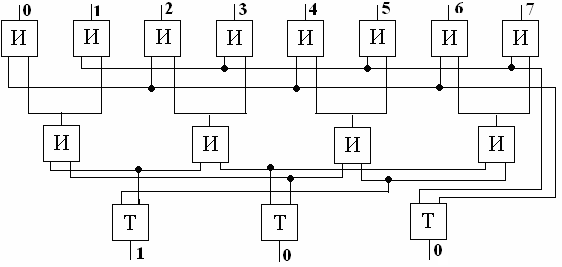 0 1 2 3 4 5 6 7
И И И И И И И И
И И И И
Т Т Т
1 0 0